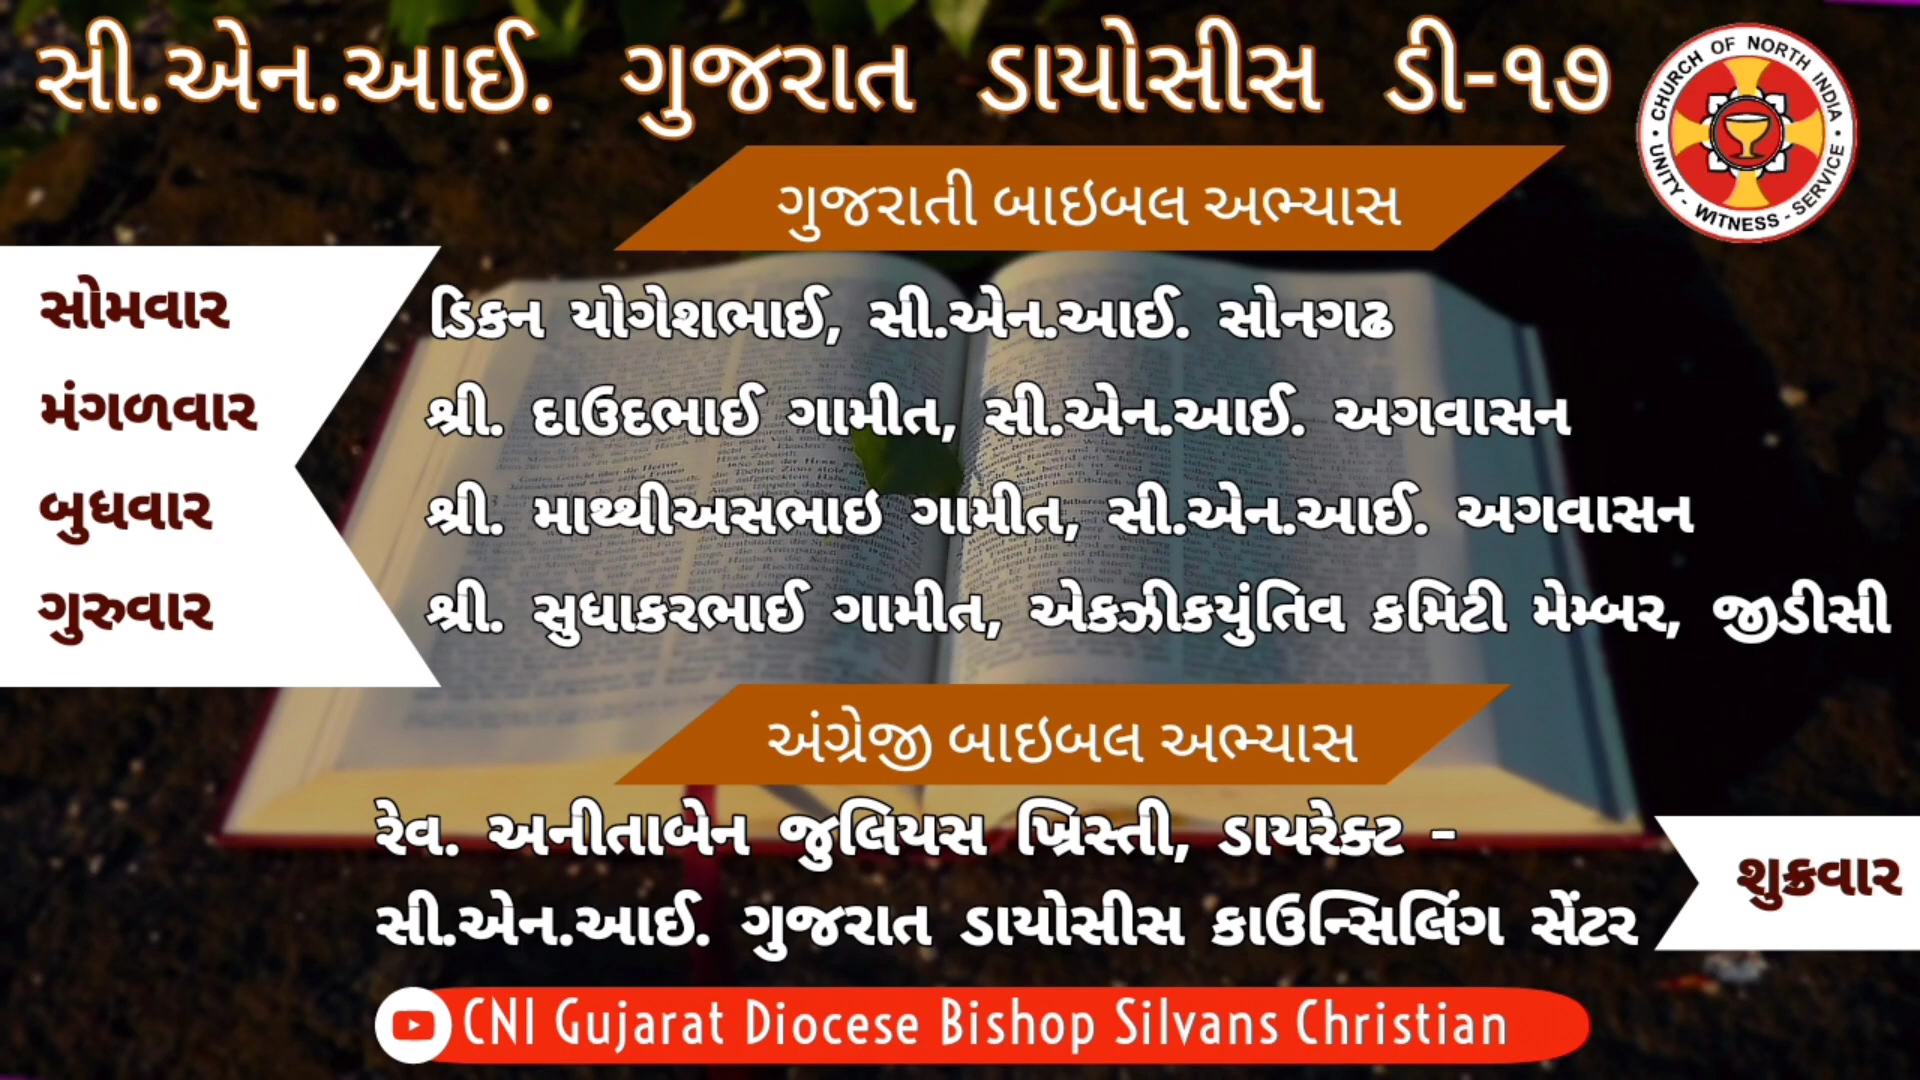 સી.એન.આઈ. ગુજરાત ડાયોસીસ ડી-૧૭
CHURCH OF NORTH INDIA
UNITY - WITNESS - SERVICE
ગુજરાતી બાઇબલ અભ્યાસ
સોમવાર ડિકન યોગેશભાઈ, સી.એન.આઈ. સોનગઢ
મંગળવાર શ્રી. દાઉદભાઈ ગામીત, સી.એન.આઈ. અગવાસન
બુધવાર શ્રી. માથ્થીઅસભાઇ ગામીત, સી.એન.આઈ. અગવાસન
ગુરુવાર શ્રી. સુધાકરભાઈ ગામીત, એકઝીકયુંતિવ કમિટી મેમ્બર, જીડીસી
અંગ્રેજી બાઇબલ અભ્યાસ
રેવ. અનીતાબેન જુલિયસ ખ્રિસ્તી, ડાયરેક્ટ -
સી.એન.આઈ. ગુજરાત ડાયોસીસ કાઉન્સિલિંગ સેંટર
શુક્રવાર
CNI Gujarat Diocese Bishop Silvans Christian